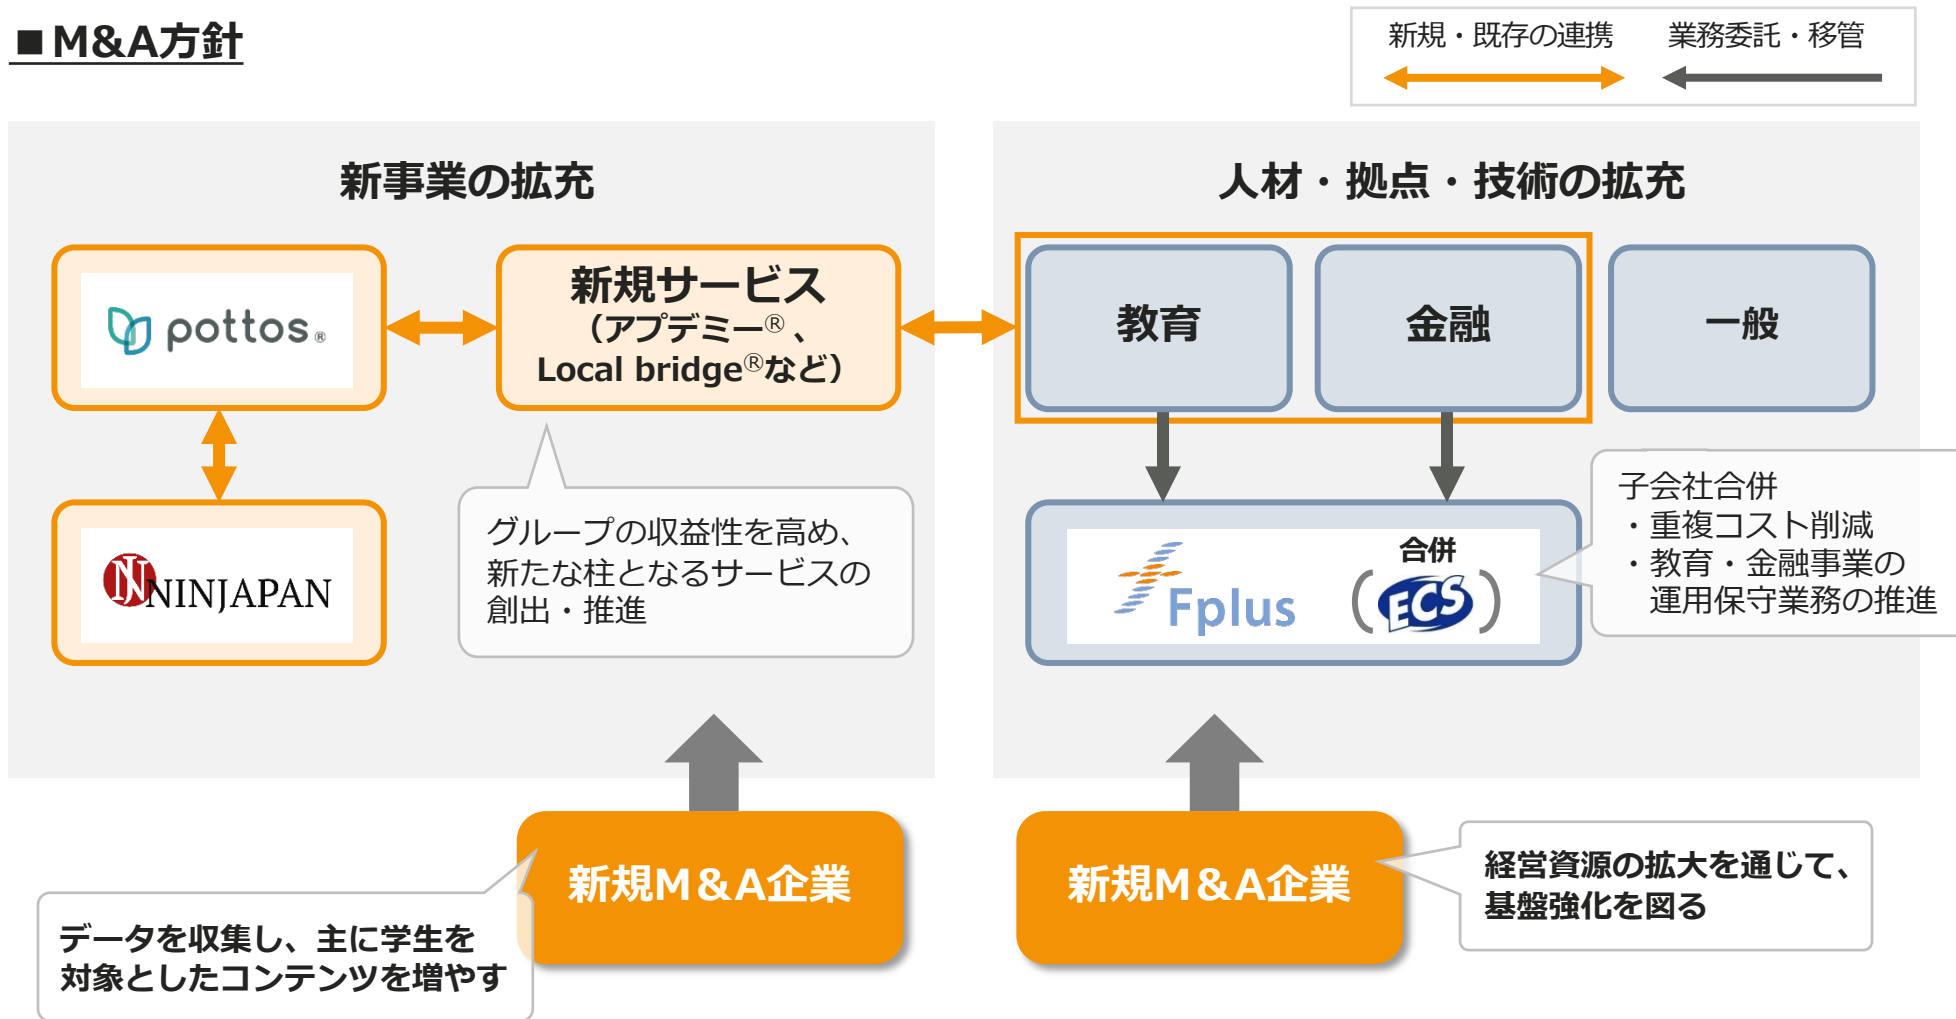 ■M&A方針
新規・既存の連携
業務委託・移管
新事業の拡充
人材・拠点・技術の拡充
pottos®
新規サービス
（アプデミー®、
Local bridge®など）
教育
金融
一般
NINJAPAN
グループの収益性を高め、
新たな柱となるサービスの
創出・推進
Fplus
合併
（ECS）
子会社合併
・重複コスト削減
・教育・金融事業の
運用保守業務の推進
新規M＆A企業
新規M＆A企業
データを収集し、主に学生を
対象としたコンテンツを増やす
経営資源の拡大を通じて、
基盤強化を図る